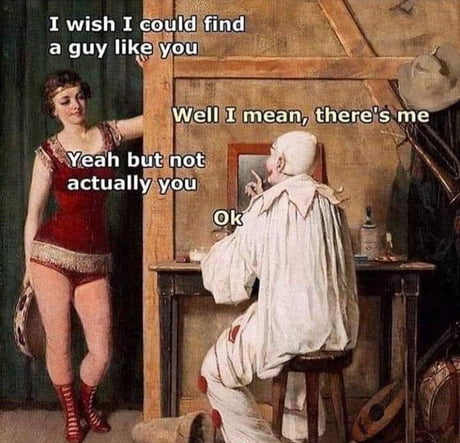 I wish I could find
a guy like you
Well I mean, there's me
Yeah but not
actually you
Ok